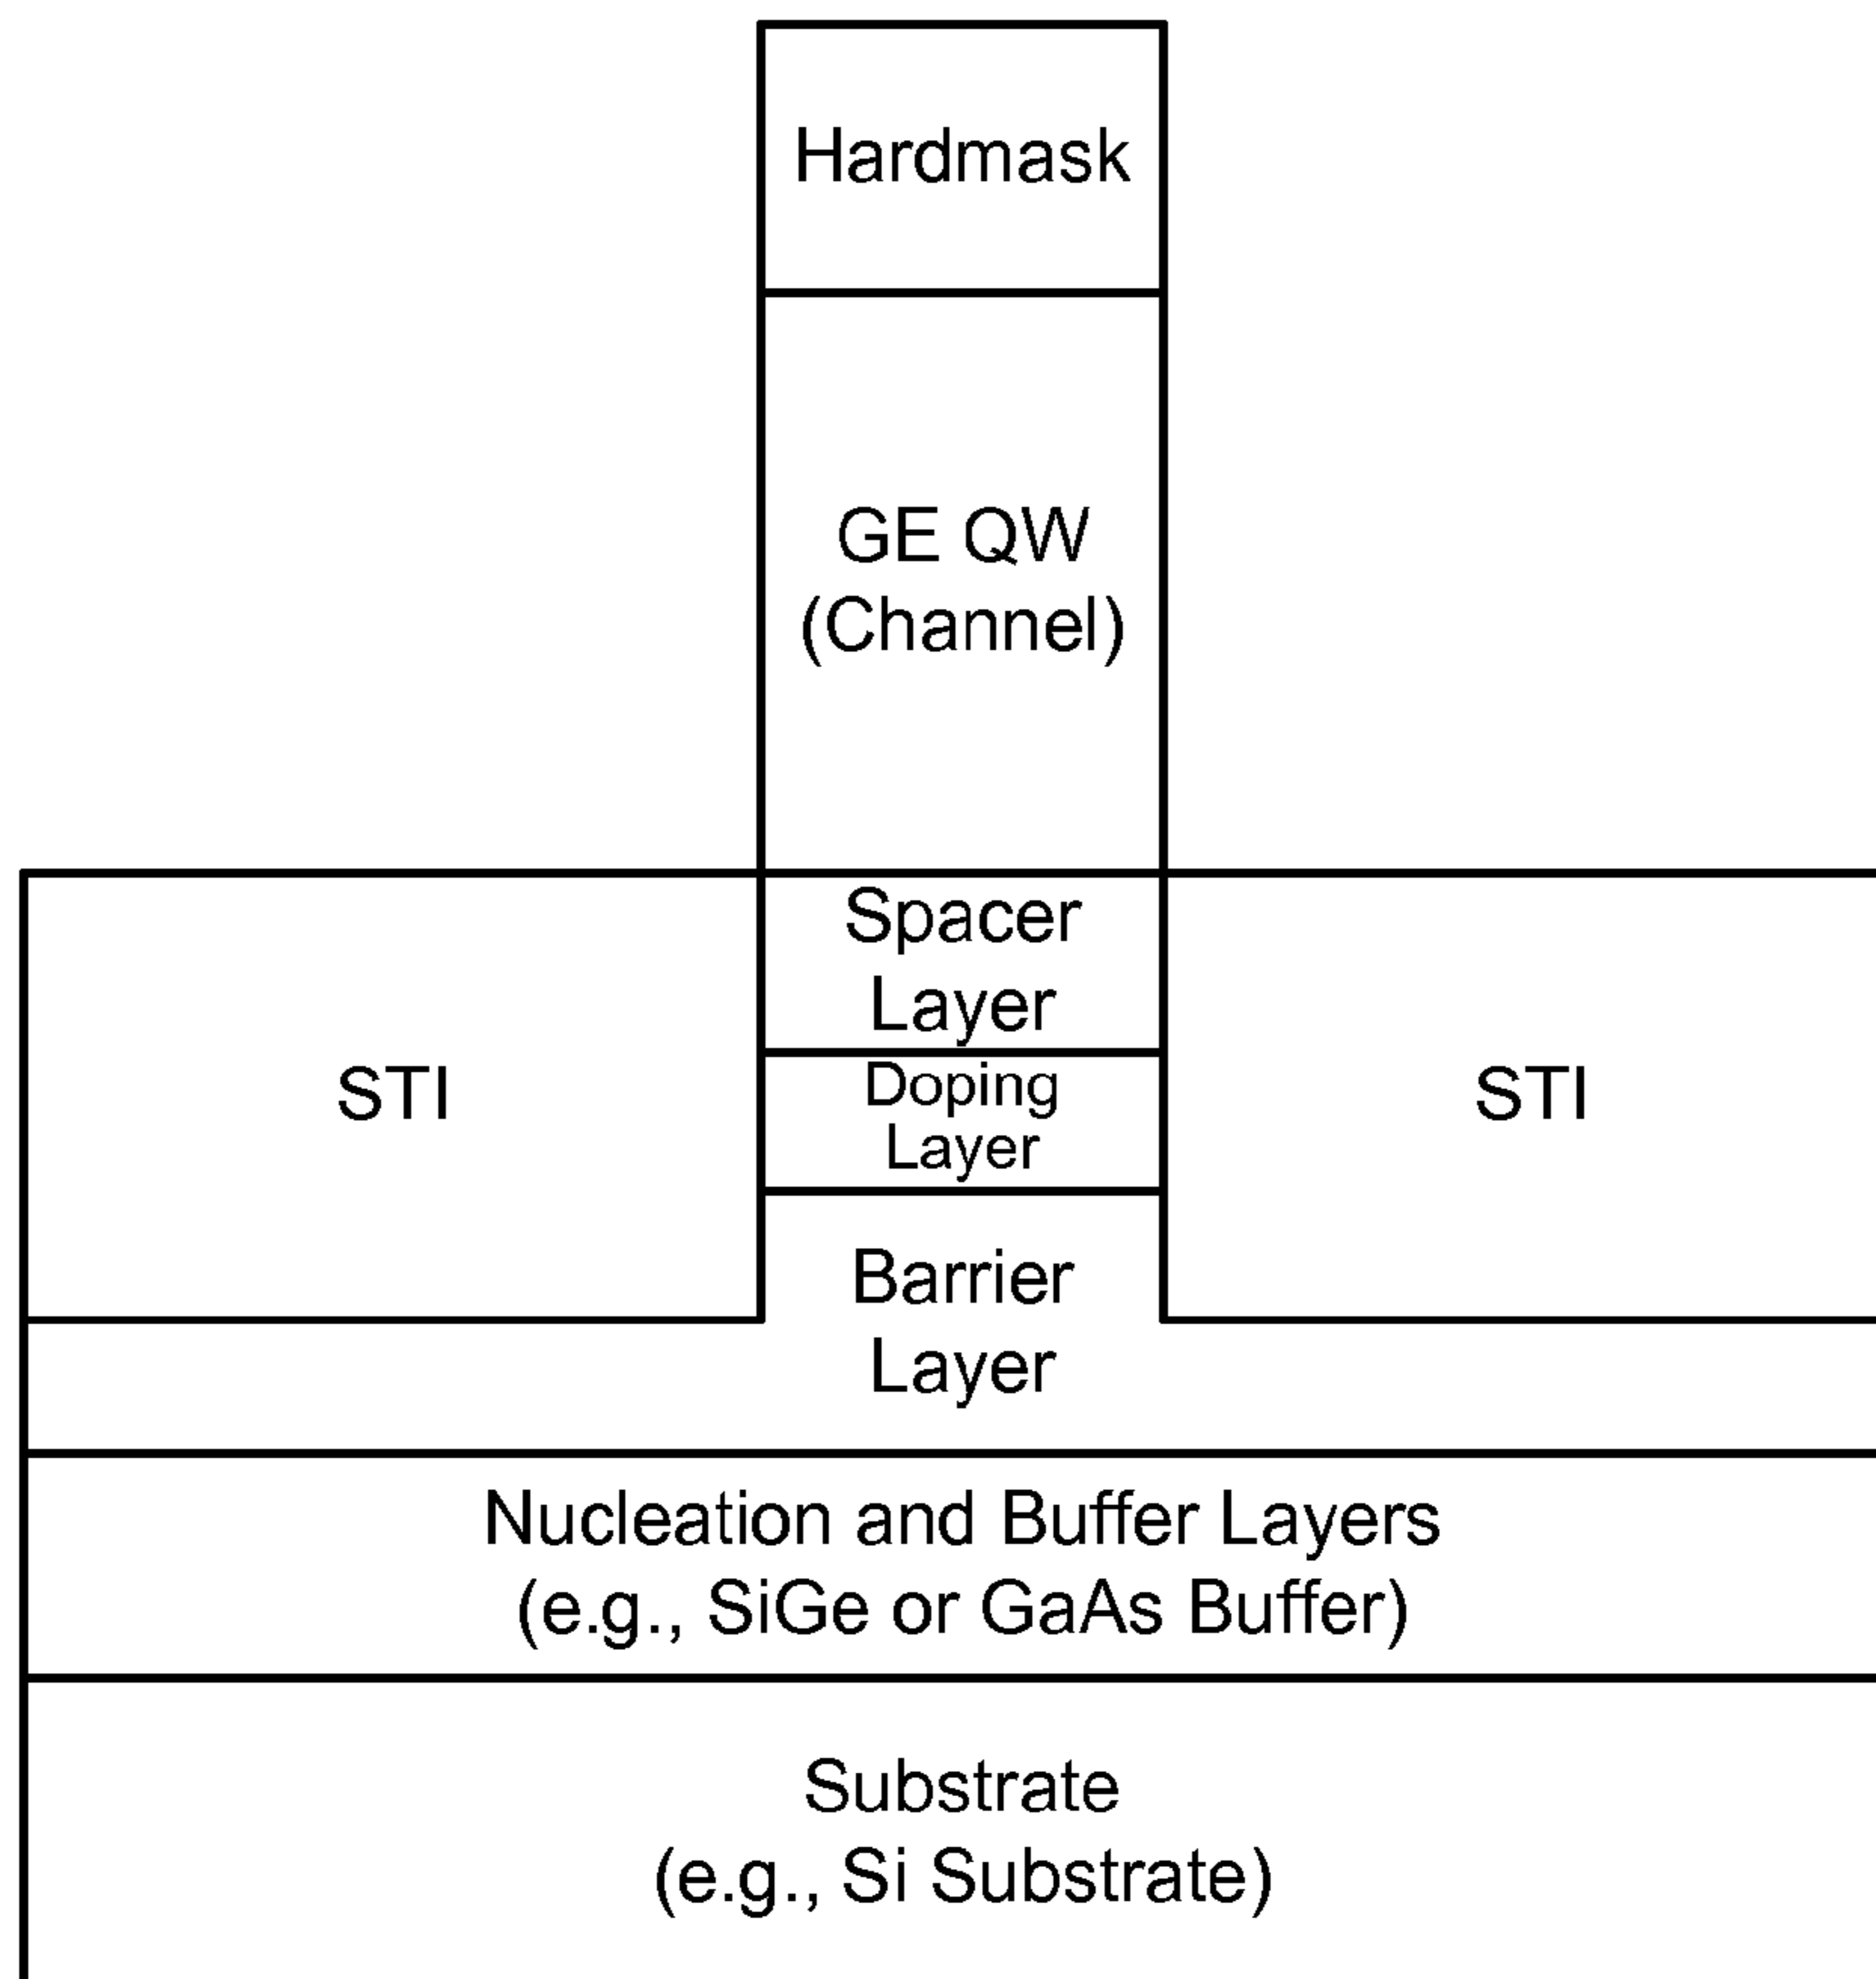 Hardmask
GE QW
(Channel)
Spacer
Layer
STI
Doping
Layer
STI
Barrier
Layer
Nucleation and Buffer Layers
(e.g., SiGe or GaAs Buffer)
Substrate
(e.g., Si Substrate)